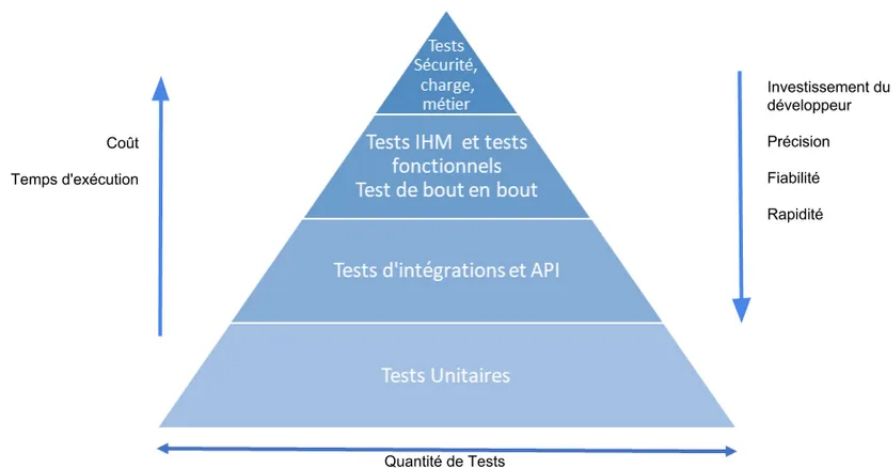 Tests
Sécurité,
charge,
métier
Tests IHM et tests
fonctionnels
Test de bout en bout
Tests d'intégrations et API
Tests Unitaires
Coût
Temps d'exécution
Investissement du
développeur
Précision
Fiabilité
Rapidité
Quantité de Tests